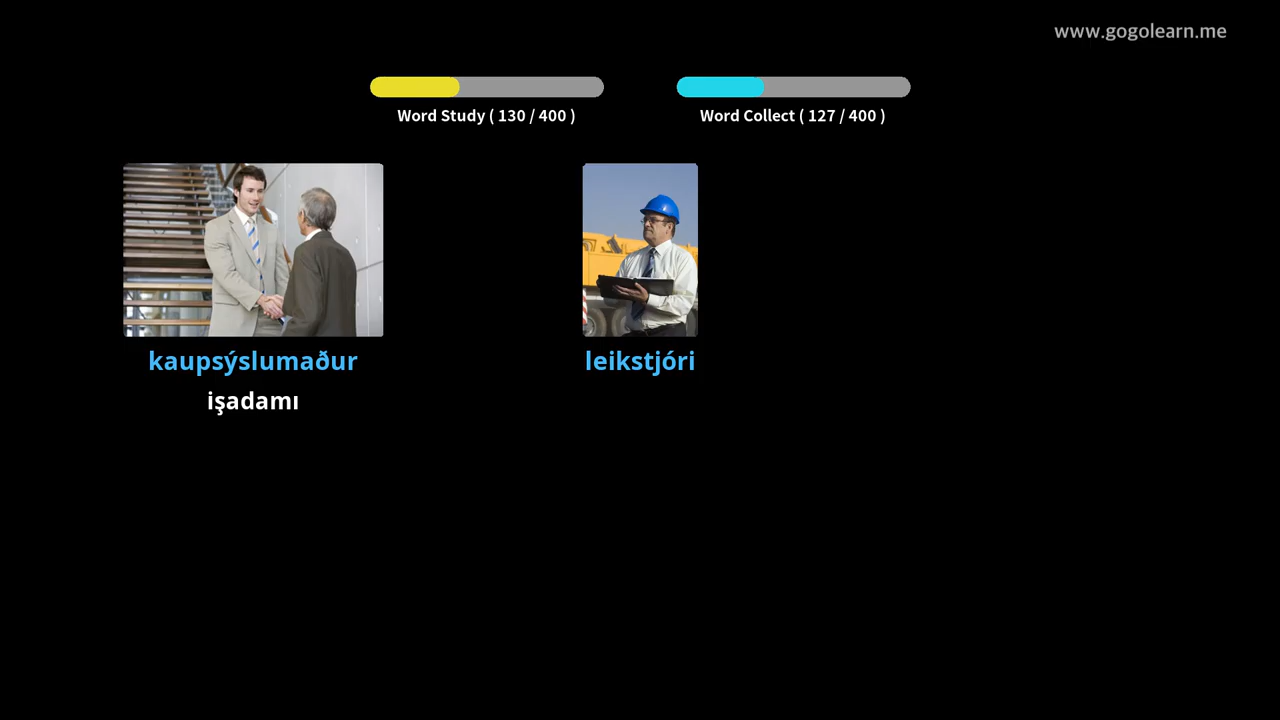 www.gogolearn.me
Word Study ( 130 / 400 )
Word Collect ( 127 / 400 )
kaupsýslumaður
leikstjóri
işadamı